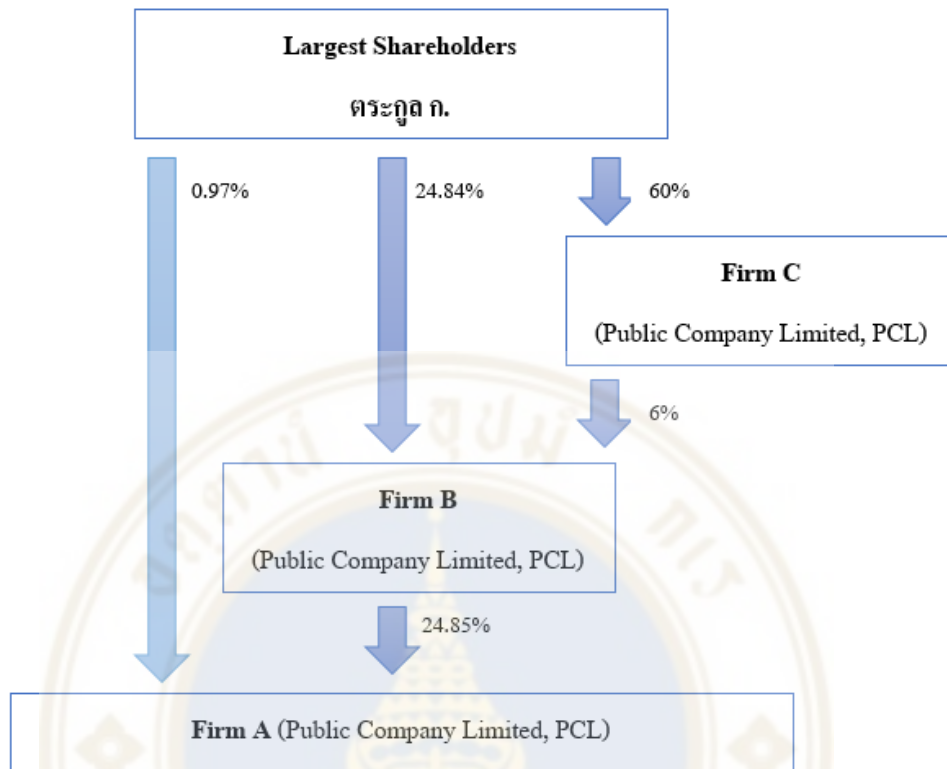 Largest Shareholders
ตระกูล ก.
0.97%
24.84%
60%
Firm C
(Public Company Limited, PCL)
6%
Firm B
(Public Company Limited, PCL)
24.85%
Firm A (Public Company Limited, PCL)